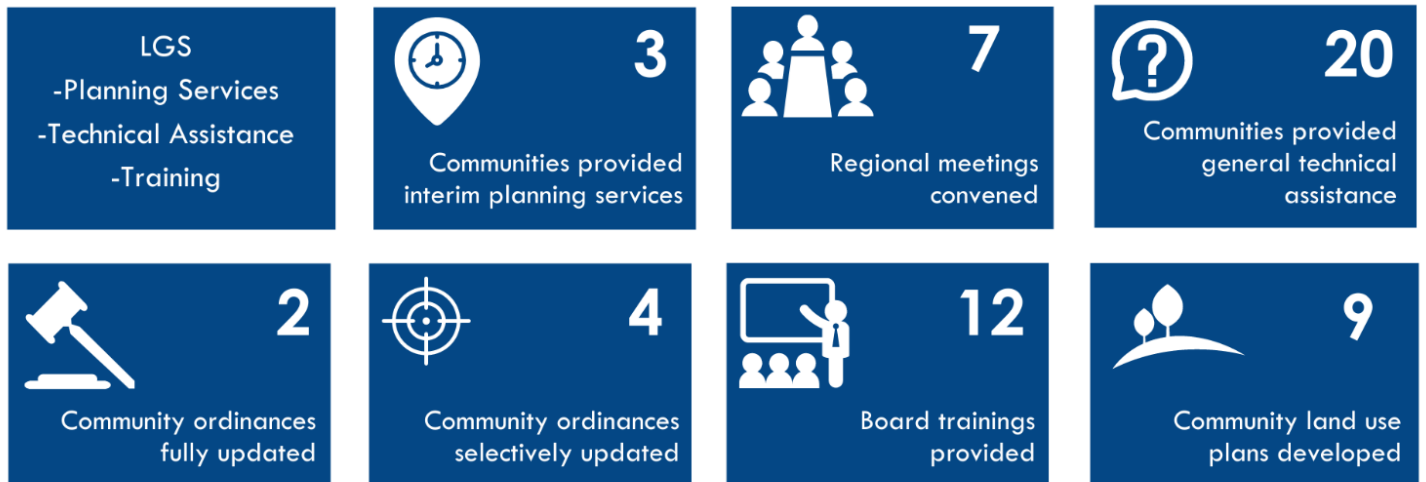 LGS
-Planning Services
-Technical Assistance
-Training
3
Communities provided
interim planning services
7
Regional meetings
convened
?
20
Communities provided
general technical
assistance
2
Community ordinances
fully updated
4
Community ordinances
selectively updated
12
Board trainings
provided
9
Community land use
plans developed